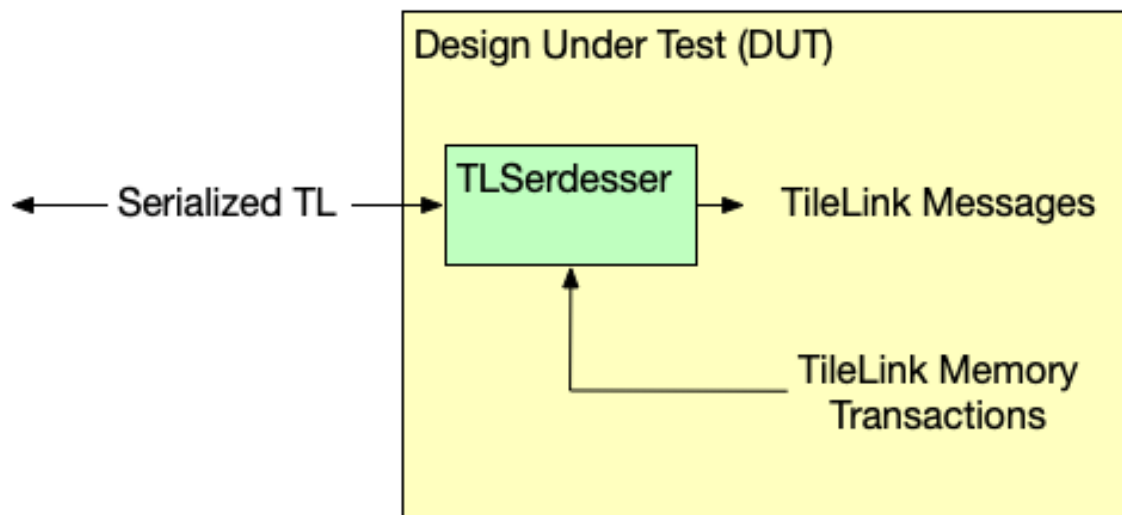 Design Under Test (DUT)
TLSerdesser
Serialized TL
TileLink Messages
TileLink Memory
Transactions